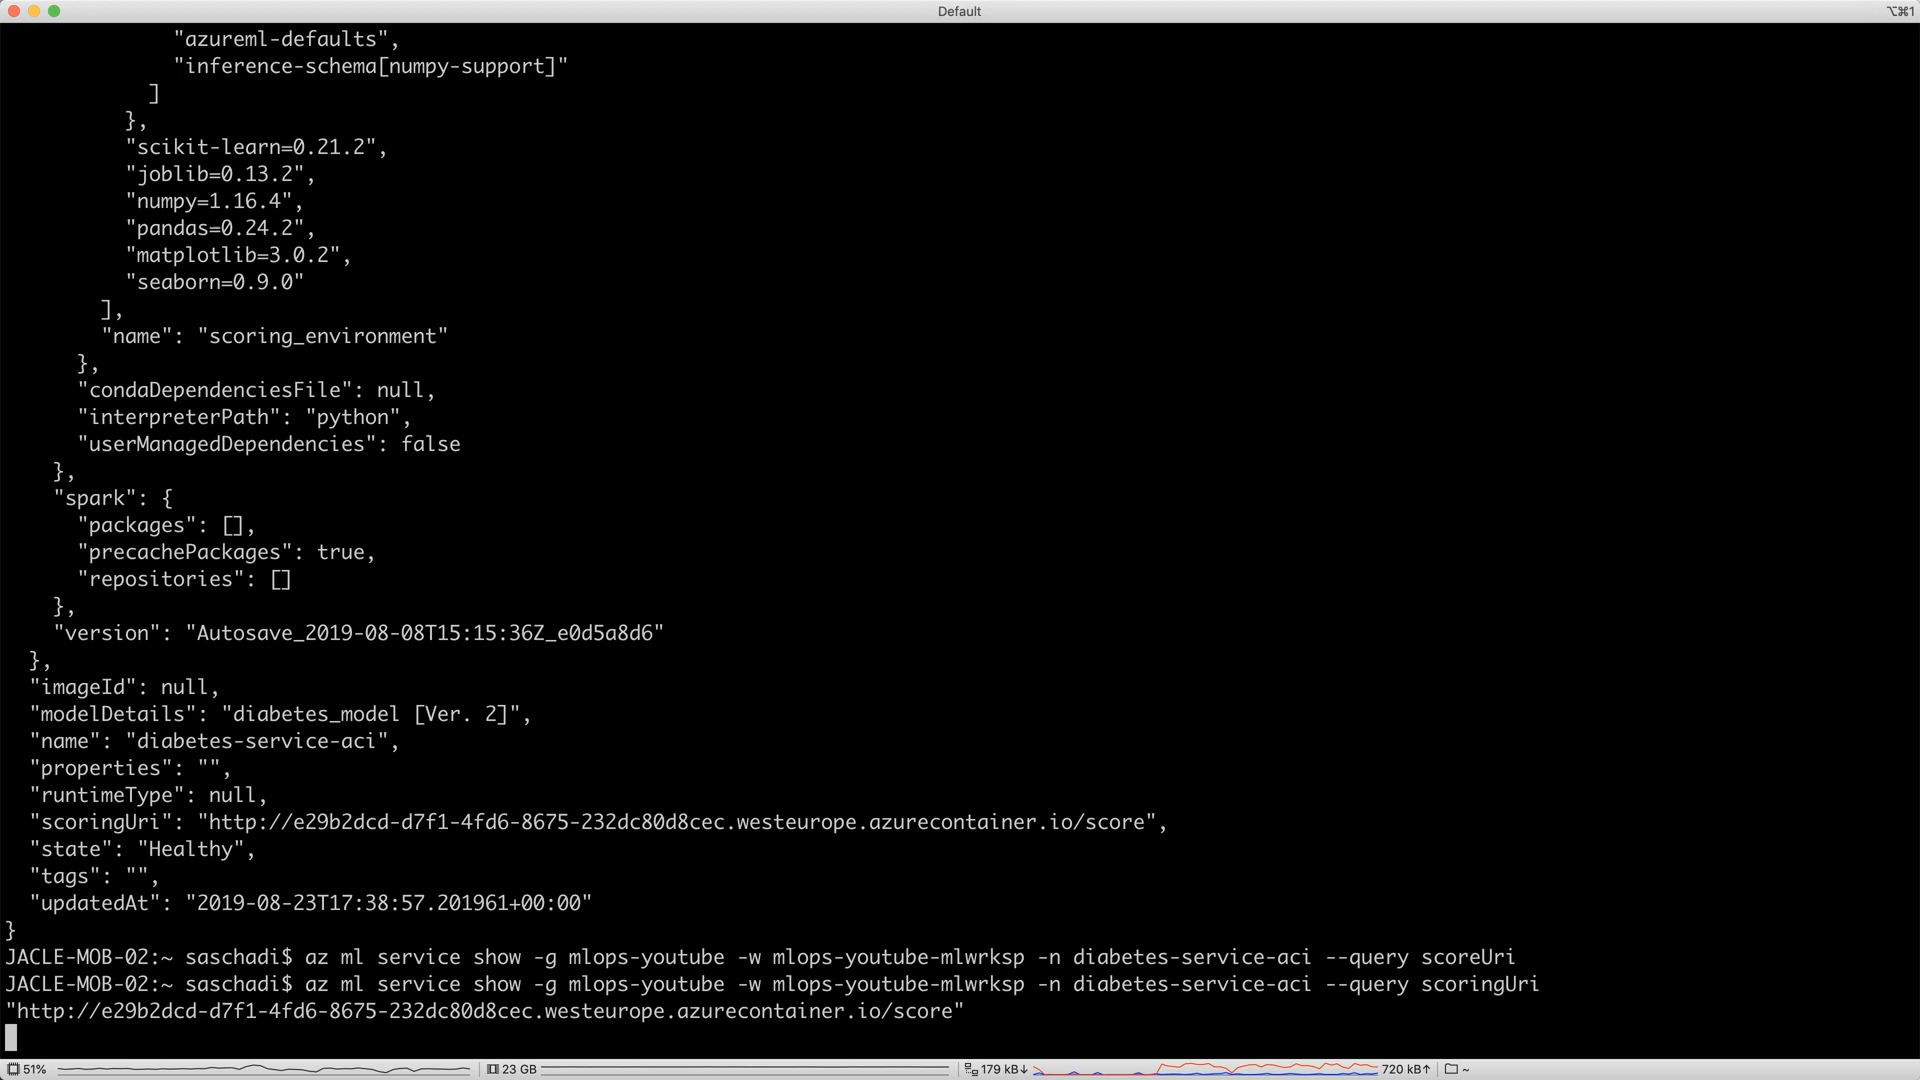 Default
⌥⌘1
"azureml-defaults",
"inference-schema[numpy-support]"
]
},
"scikit-learn=0.21.2",
"joblib=0.13.2",
"numpy=1.16.4",
"pandas=0.24.2",
"matplotlib=3.0.2",
"seaborn=0.9.0"
],
"name": "scoring_environment"
},
"condaDependenciesFile": null,
"interpreterPath": "python",
"userManagedDependencies": false
},
"spark": {
"packages": [],
"precachePackages": true,
"repositories": []
},
"version": "Autosave_2019-08-08T15:15:36Z_e0d5a8d6"
},
"imageId": null,
"modelDetails": "diabetes_model [Ver. 2]",
"name": "diabetes-service-aci",
"properties": "",
"runtimeType": null,
"scoringUri": "http://e29b2dcd-d7f1-4fd6-8675-232dc80d8cec.westeurope.azurecontainer.io/score",
"state": "Healthy",
"tags": "",
"updatedAt": "2019-08-23T17:38:57.201961+00:00"
}
JACLE-MOB-02:~ saschadi$ az ml service show -g mlops-youtube -w mlops-youtube-mlwrksp -n diabetes-service-aci --query scoreUri
JACLE-MOB-02:~ saschadi$ az ml service show -g mlops-youtube -w mlops-youtube-mlwrksp -n diabetes-service-aci --query scoringUri
"http://e29b2dcd-d7f1-4fd6-8675-232dc80d8cec.westeurope.azurecontainer.io/score"
51% 23 GB 179 kB↓ 720 kB↑ ~